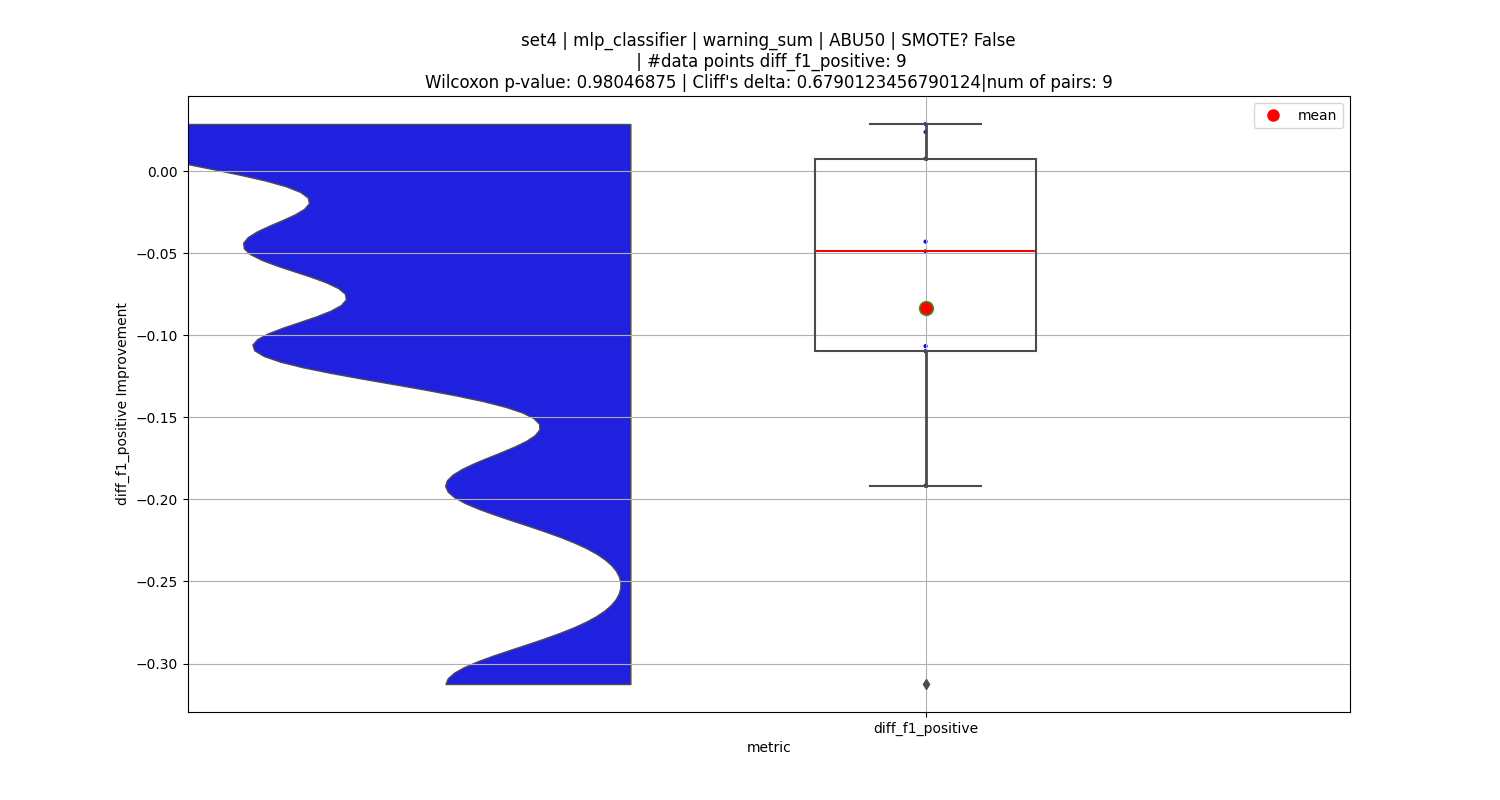 set4 | mlp_classifier | warning_sum | ABU50 | SMOTE? False
| #data points diff_f1_positive: 9
Wilcoxon p-value: 0.98046875 | Cliff's delta: 0.6790123456790124|num of pairs: 9
mean
0.00
−0.05
−0.10
−0.15
−0.20
−0.25
−0.30
diff_f1_positive Improvement
diff_f1_positive
metric